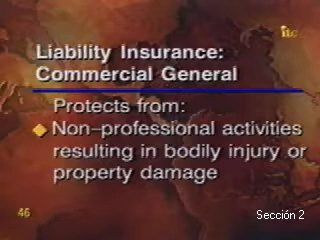 Liability Insurance:
Commercial General
Protects from:
Non-professional activities
resulting in bodily injury or
property damage
46
Sección 2